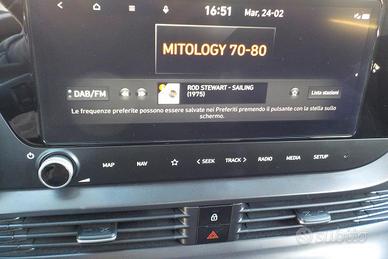 16:51 Mar, 24-02
MITOLOGY 70-80
DAB/FM
ROD STEWART - SAILING
(1975)
Lista stazioni
Le frequenze preferite possono essere salvate nei Preferiti premendo il pulsante con la stella sullo
schermo.
MAP NAV < SEEK TRACK > RADIO MEDIA SETUP
subito